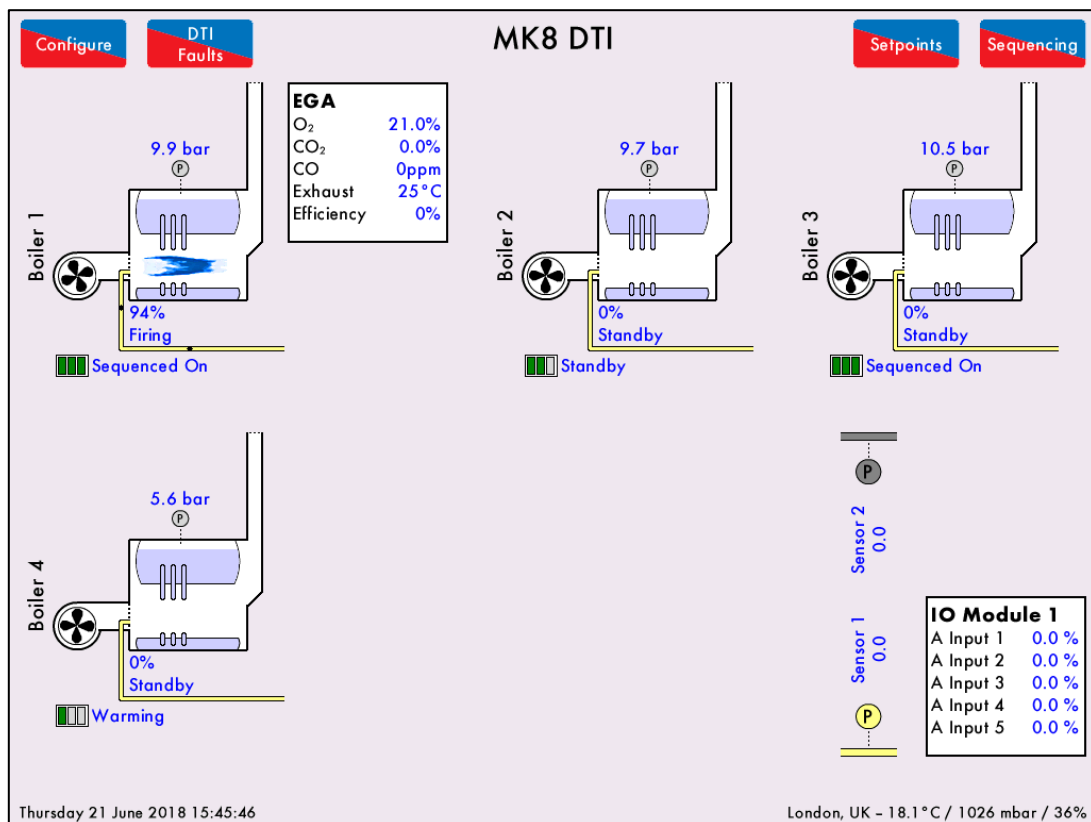 Configure
DTI
Faults
MK8 DTI
Setpoints
Sequencing
EGA
O₂ 21.0%
CO₂ 0.0%
CO 0ppm
Exhaust 25°C
Efficiency 0%
9.9 bar
P
Boiler 1
94%
Firing
Sequenced On
9.7 bar
P
Boiler 2
0%
Standby
Standby
10.5 bar
P
Boiler 3
0%
Standby
Sequenced On
5.6 bar
P
Boiler 4
0%
Standby
Warming
P
Sensor 2
0.0
Sensor 1
0.0
P
IO Module 1
A Input 1 0.0 %
A Input 2 0.0 %
A Input 3 0.0 %
A Input 4 0.0 %
A Input 5 0.0 %
Thursday 21 June 2018 15:45:46
London, UK – 18.1°C / 1026 mbar / 36%